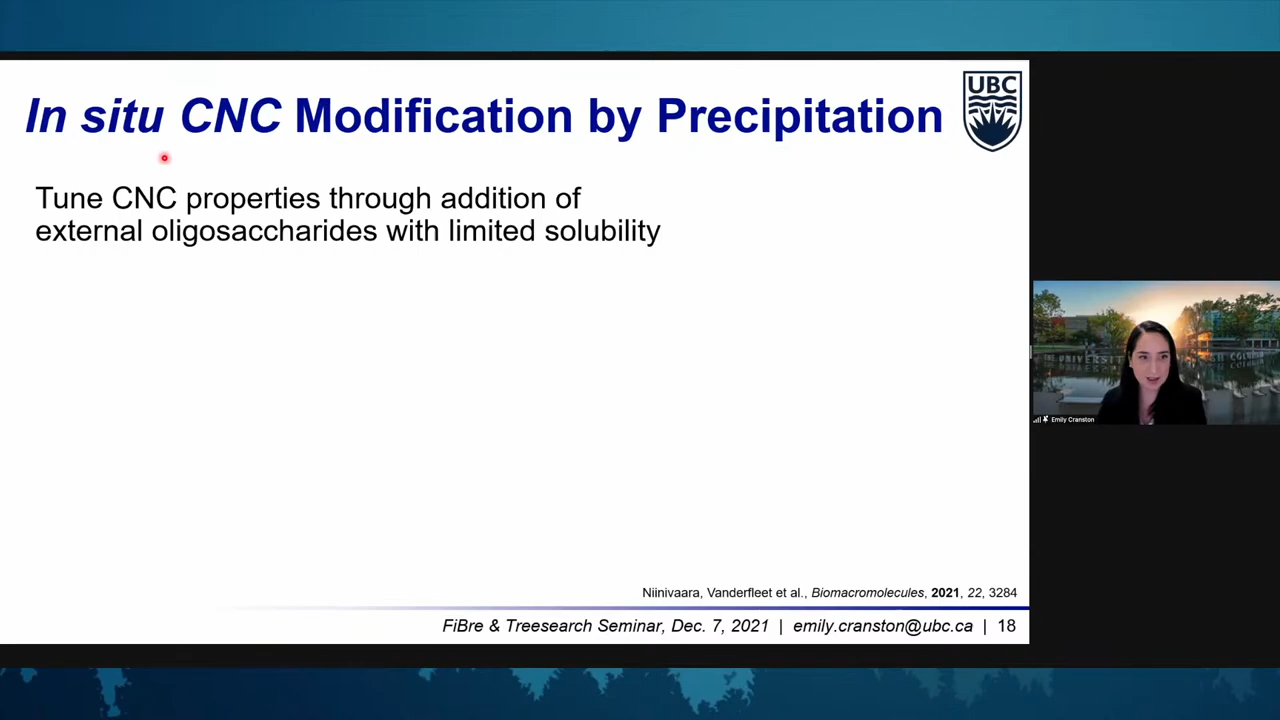 In situ CNC Modification by Precipitation
UBC
Tune CNC properties through addition of
external oligosaccharides with limited solubility
THE UNIVERSITY
Emily Cranston
Niinivaara, Vanderfleet et al., Biomacromolecules, 2021, 22, 3284
FiBre & Treesearch Seminar, Dec. 7, 2021 | emily.cranston@ubc.ca | 18